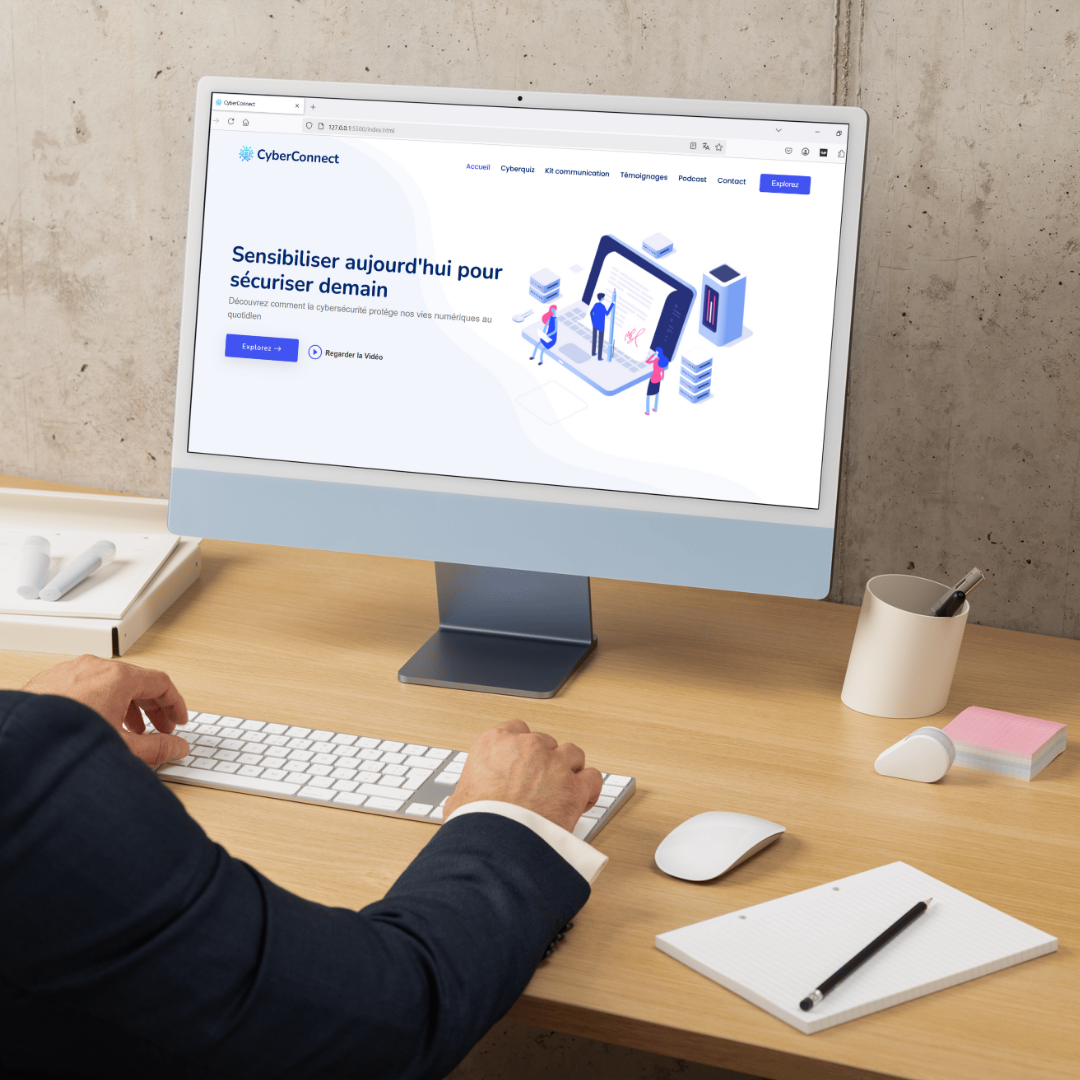 CyberConnect
127.0.0.1:5500/index.html
CyberConnect
Accueil Cyberquiz Kit communication Témoignages Podcast Contact Explorez
Sensibiliser aujourd'hui pour
sécuriser demain
Découvrez comment la cybersécurité protège nos vies numériques au
quotidien
Explorez → Regarder la Vidéo